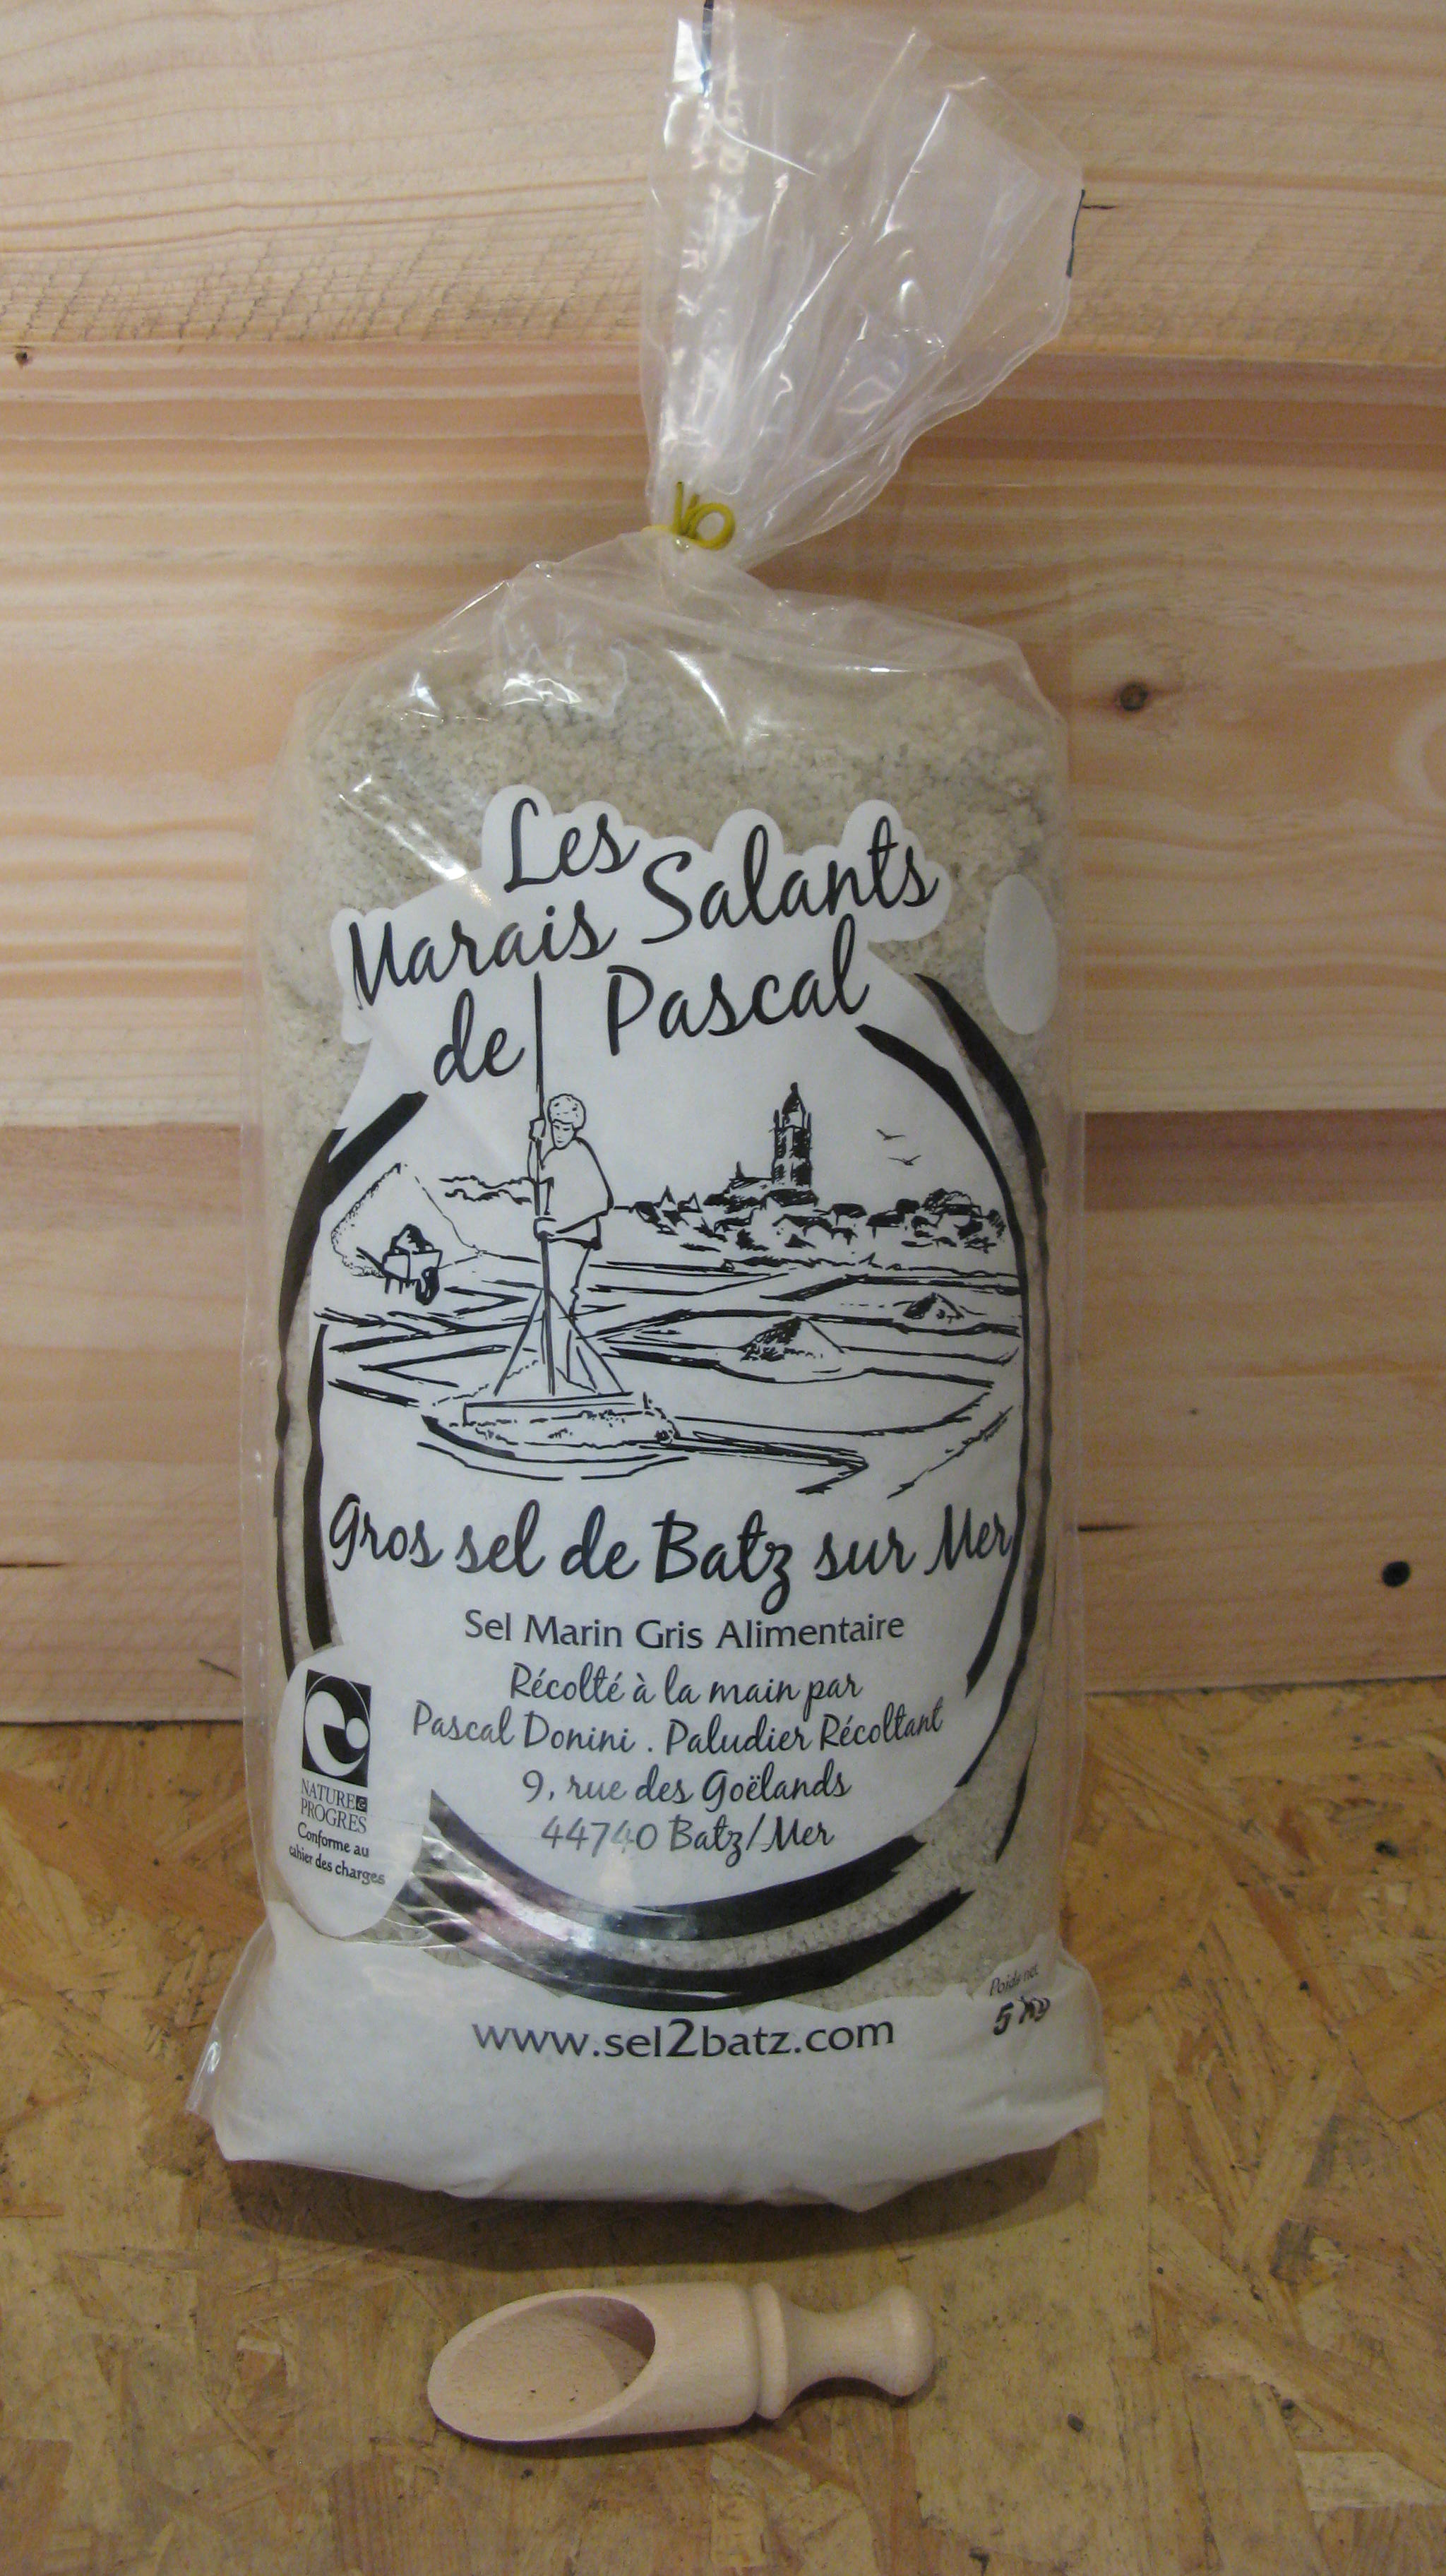 Les
Marais Salants
de Pascal
Gros sel de Batz sur Mer
Sel Marin Gris Alimentaire
Récolté à la main par
Pascal Donini . Paludier Récoltant
9, rue des Goëlands
44740 Batz/Mer
NATURE&
PROGRES
Conforme au
cahier des charges
Poids net
5 Kg
www.sel2batz.com